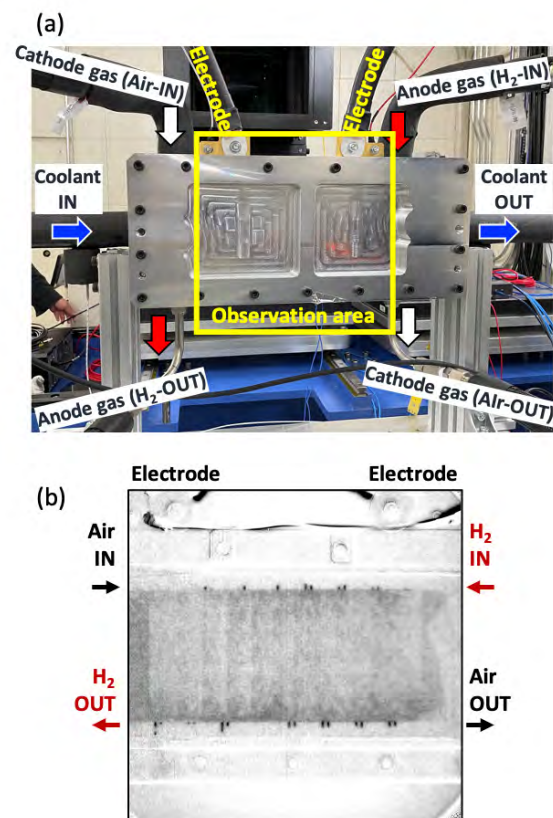 (a)
Cathode gas (Air-IN)
Electrode
Electrode
Anode gas (H₂-IN)
Coolant
IN
Coolant
OUT
Observation area
Anode gas (H₂-OUT)
Cathode gas (AIr-OUT)
Electrode
Electrode
(b)
Air
IN
H₂
IN
H₂
OUT
Air
OUT